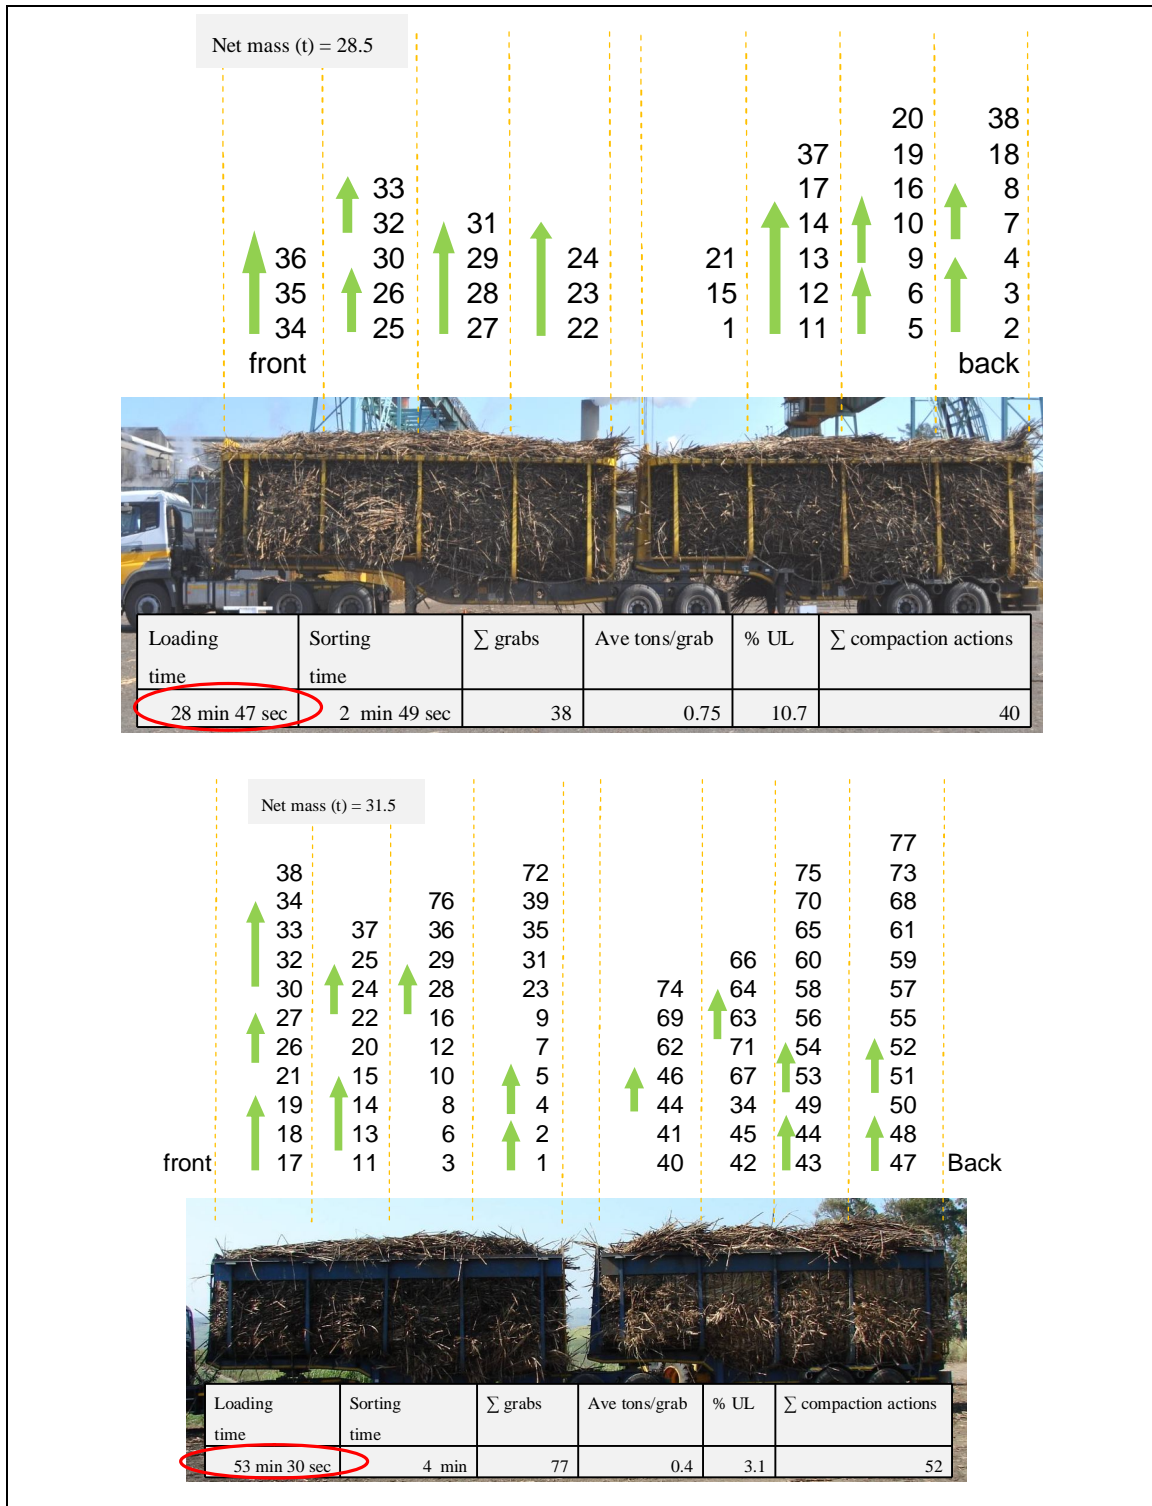 Net mass (t) = 28.5
20 38
37 19 18
33 17 16 8
32 31 14 10 7
36 30 29 24 21 13 9 4
35 26 28 23 15 12 6 3
34 25 27 22 1 11 5 2
front back
Loading time Sorting time ∑ grabs Ave tons/grab % UL ∑ compaction actions
28 min 47 sec 2 min 49 sec 38 0.75 10.7 40
Net mass (t) = 31.5
77
38 72 75 73
34 76 39 70 68
33 37 36 35 65 61
32 25 29 31 66 60 59
30 24 28 23 74 64 58 57
27 22 16 9 69 63 56 55
26 20 12 7 62 71 54 52
21 15 10 5 46 67 53 51
19 14 8 4 44 34 49 50
18 13 6 2 41 45 44 48
front 17 11 3 1 40 42 43 47 Back
Loading time Sorting time ∑ grabs Ave tons/grab % UL ∑ compaction actions
53 min 30 sec 4 min 77 0.4 3.1 52